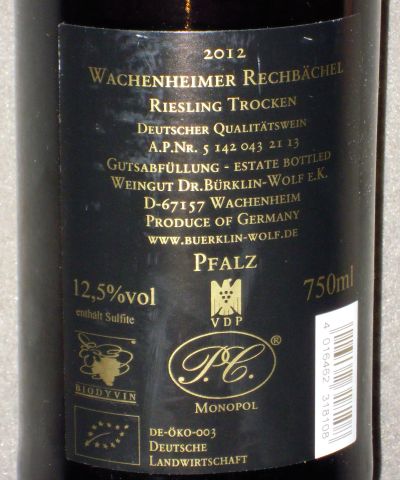 2012
WACHENHEIMER RECHBÄCHEL
RIESLING TROCKEN
DEUTSCHER QUALITÄTSWEIN
A.P.NR. 5 142 043 21 13
GUTSABFÜLLUNG - ESTATE BOTTLED
WEINGUT DR.BÜRKLIN-WOLF E.K.
D-67157 WACHENHEIM
PRODUCE OF GERMANY
WWW.BUERKLIN-WOLF.DE
PFALZ
12,5%vol
750ml
enthält Sulfite
VDP
P.C.®
BIODYVIN
MONOPOL
4 016462 318108
DE-ÖKO-003
DEUTSCHE
LANDWIRTSCHAFT